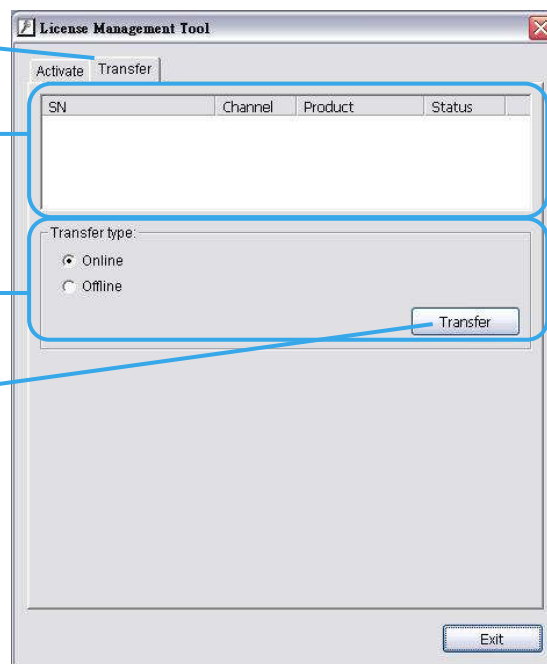 License Management Tool
Activate Transfer
SN Channel Product Status
Transfer type:
Online
Offline
Transfer
Exit